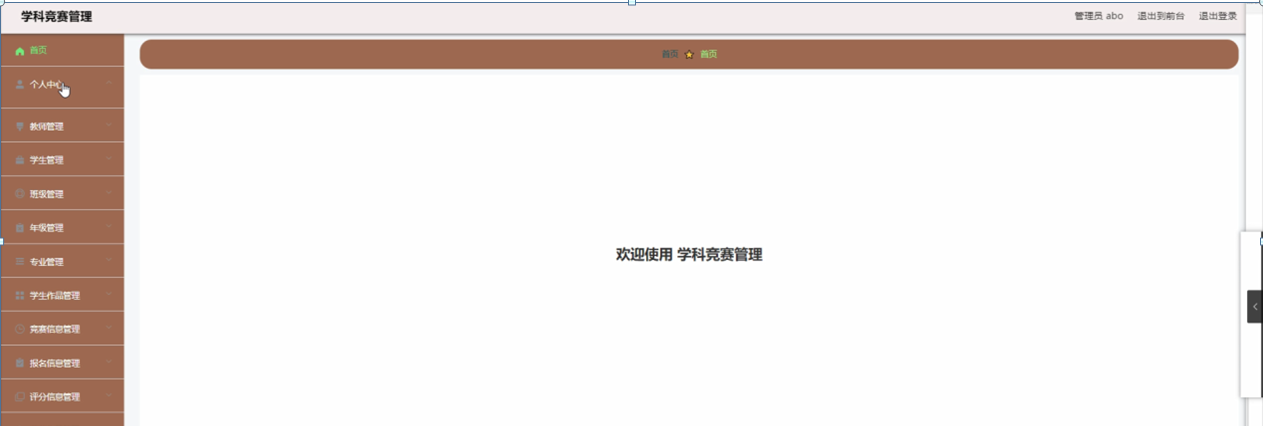 学科竞赛管理
管理员 abo 退出到前台 退出登录
首页
首页 首页
个人中心
教师管理
学生管理
班级管理
年级管理
专业管理
学生作品管理
竞赛信息管理
报名信息管理
评分信息管理
欢迎使用 学科竞赛管理